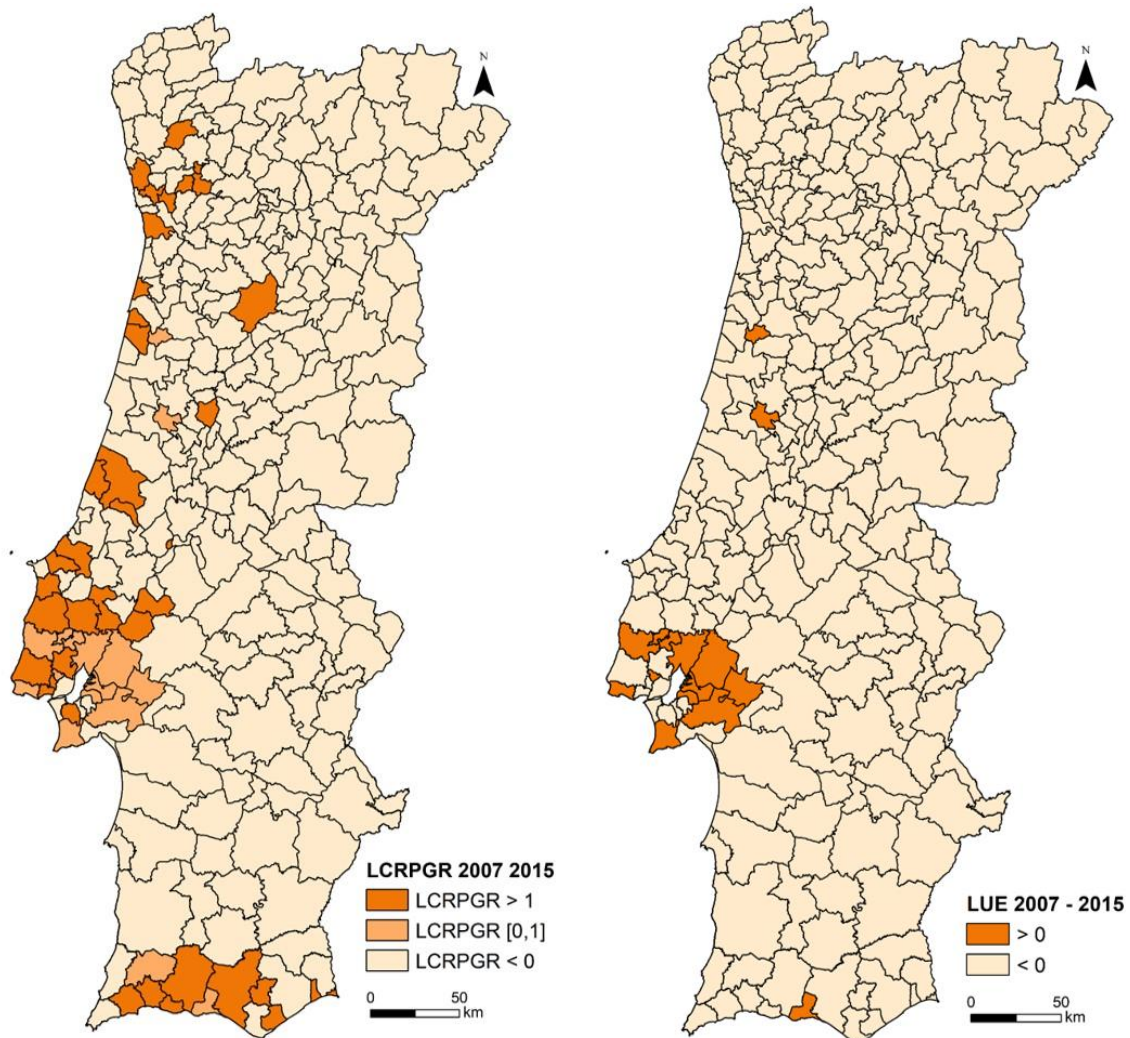 N
N
LCRPGR 2007 2015
LCRPGR > 1
LCRPGR [0,1]
LCRPGR < 0
0 50
km
LUE 2007 - 2015
> 0
< 0
0 50
km